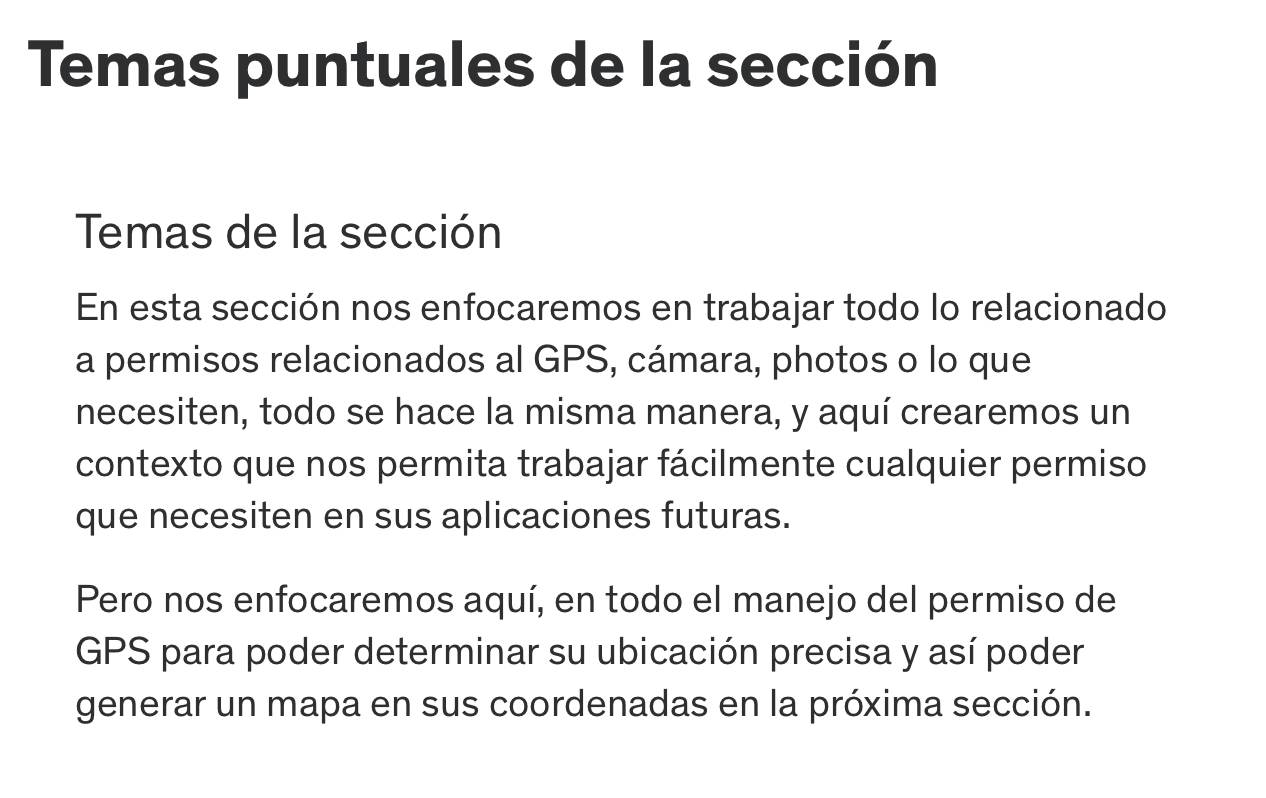 Temas puntuales de la sección
Temas de la sección
En esta sección nos enfocaremos en trabajar todo lo relacionado
a permisos relacionados al GPS, cámara, photos o lo que
necesiten, todo se hace la misma manera, y aquí crearemos un
contexto que nos permita trabajar fácilmente cualquier permiso
que necesiten en sus aplicaciones futuras.
Pero nos enfocaremos aquí, en todo el manejo del permiso de
GPS para poder determinar su ubicación precisa y así poder
generar un mapa en sus coordenadas en la próxima sección.